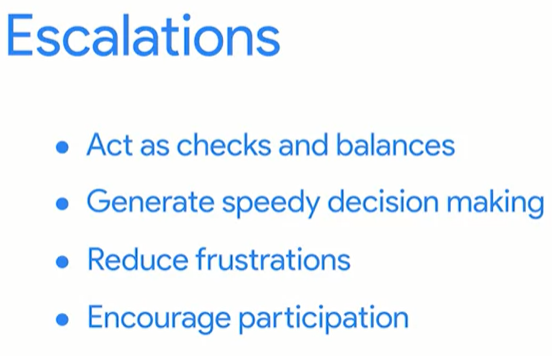 Escalations
● Act as checks and balances
● Generate speedy decision making
● Reduce frustrations
● Encourage participation